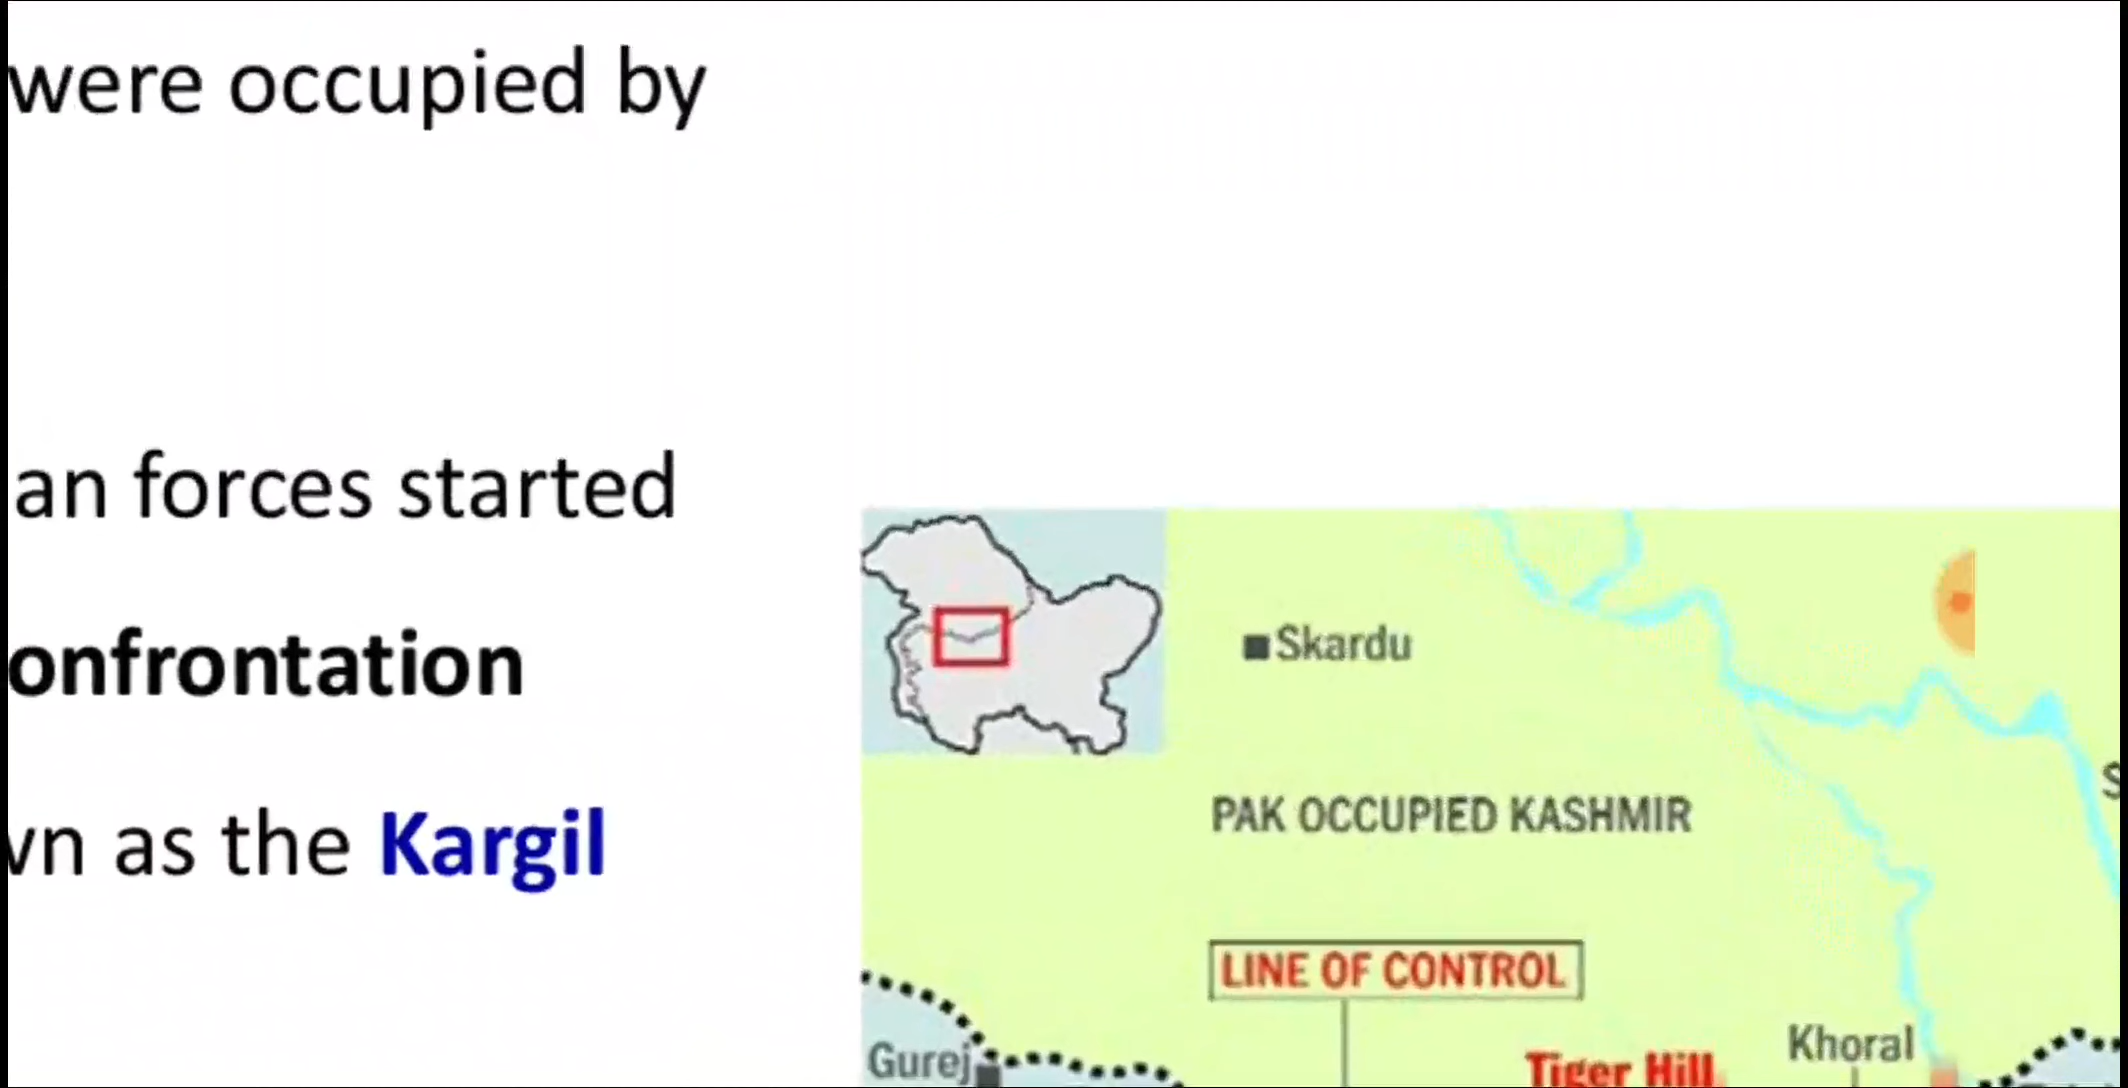 were occupied by
an forces started
onfrontation
vn as the Kargil
Skardu
PAK OCCUPIED KASHMIR
LINE OF CONTROL
Khoral
Gurej
Tiger Hill